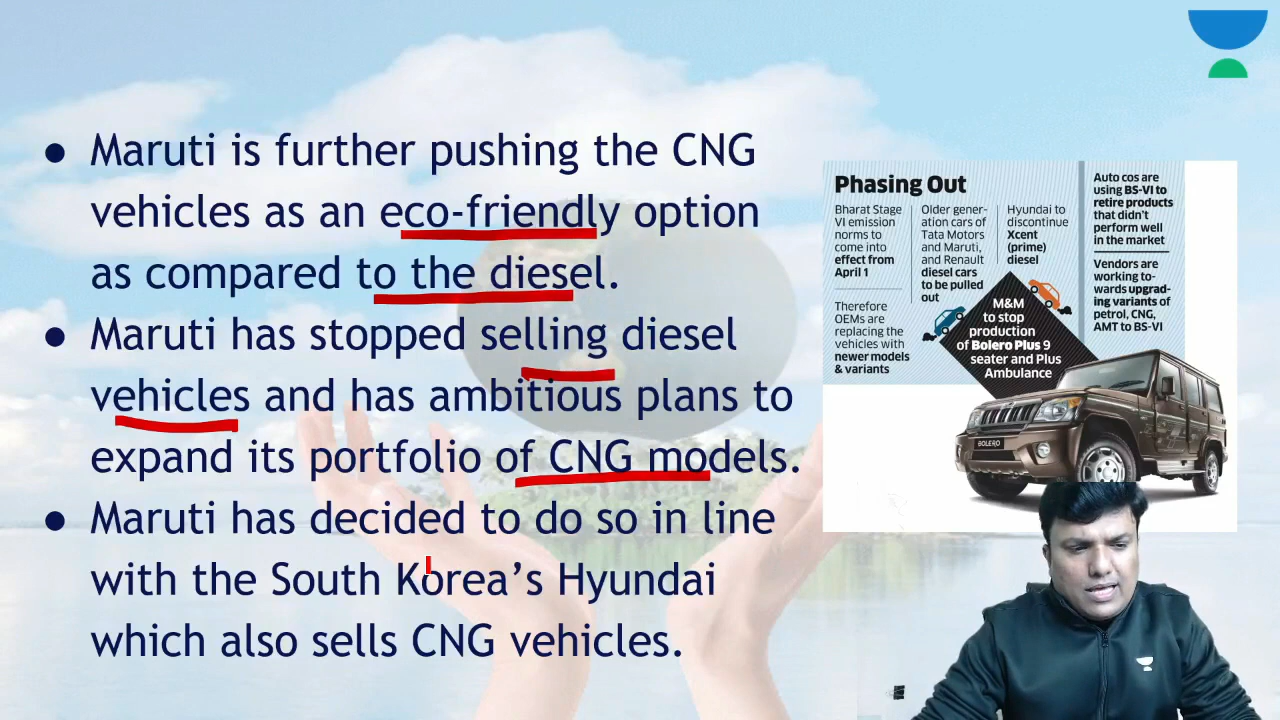 ● Maruti is further pushing the CNG
vehicles as an eco-friendly option
as compared to the diesel.
● Maruti has stopped selling diesel
vehicles and has ambitious plans to
expand its portfolio of CNG models.
● Maruti has decided to do so in line
with the South Korea’s Hyundai
which also sells CNG vehicles.
Phasing Out
Bharat Stage
VI emission
norms to
come into
effect from
April 1
Therefore
OEMs are
replacing the
vehicles with
newer models
& variants
Older gener-
ation cars of
Tata Motors
and Maruti,
and Renault
diesel cars
to be pulled
out
Hyundai to
discontinue
Xcent
(prime)
diesel
M&M
to stop
production
of Bolero Plus 9
seater and Plus
Ambulance
Auto cos are
using BS-VI to
retire products
that didn't
perform well
in the market
Vendors are
working to-
wards upgrad-
ing variants of
petrol, CNG,
AMT to BS-VI
BOLERO